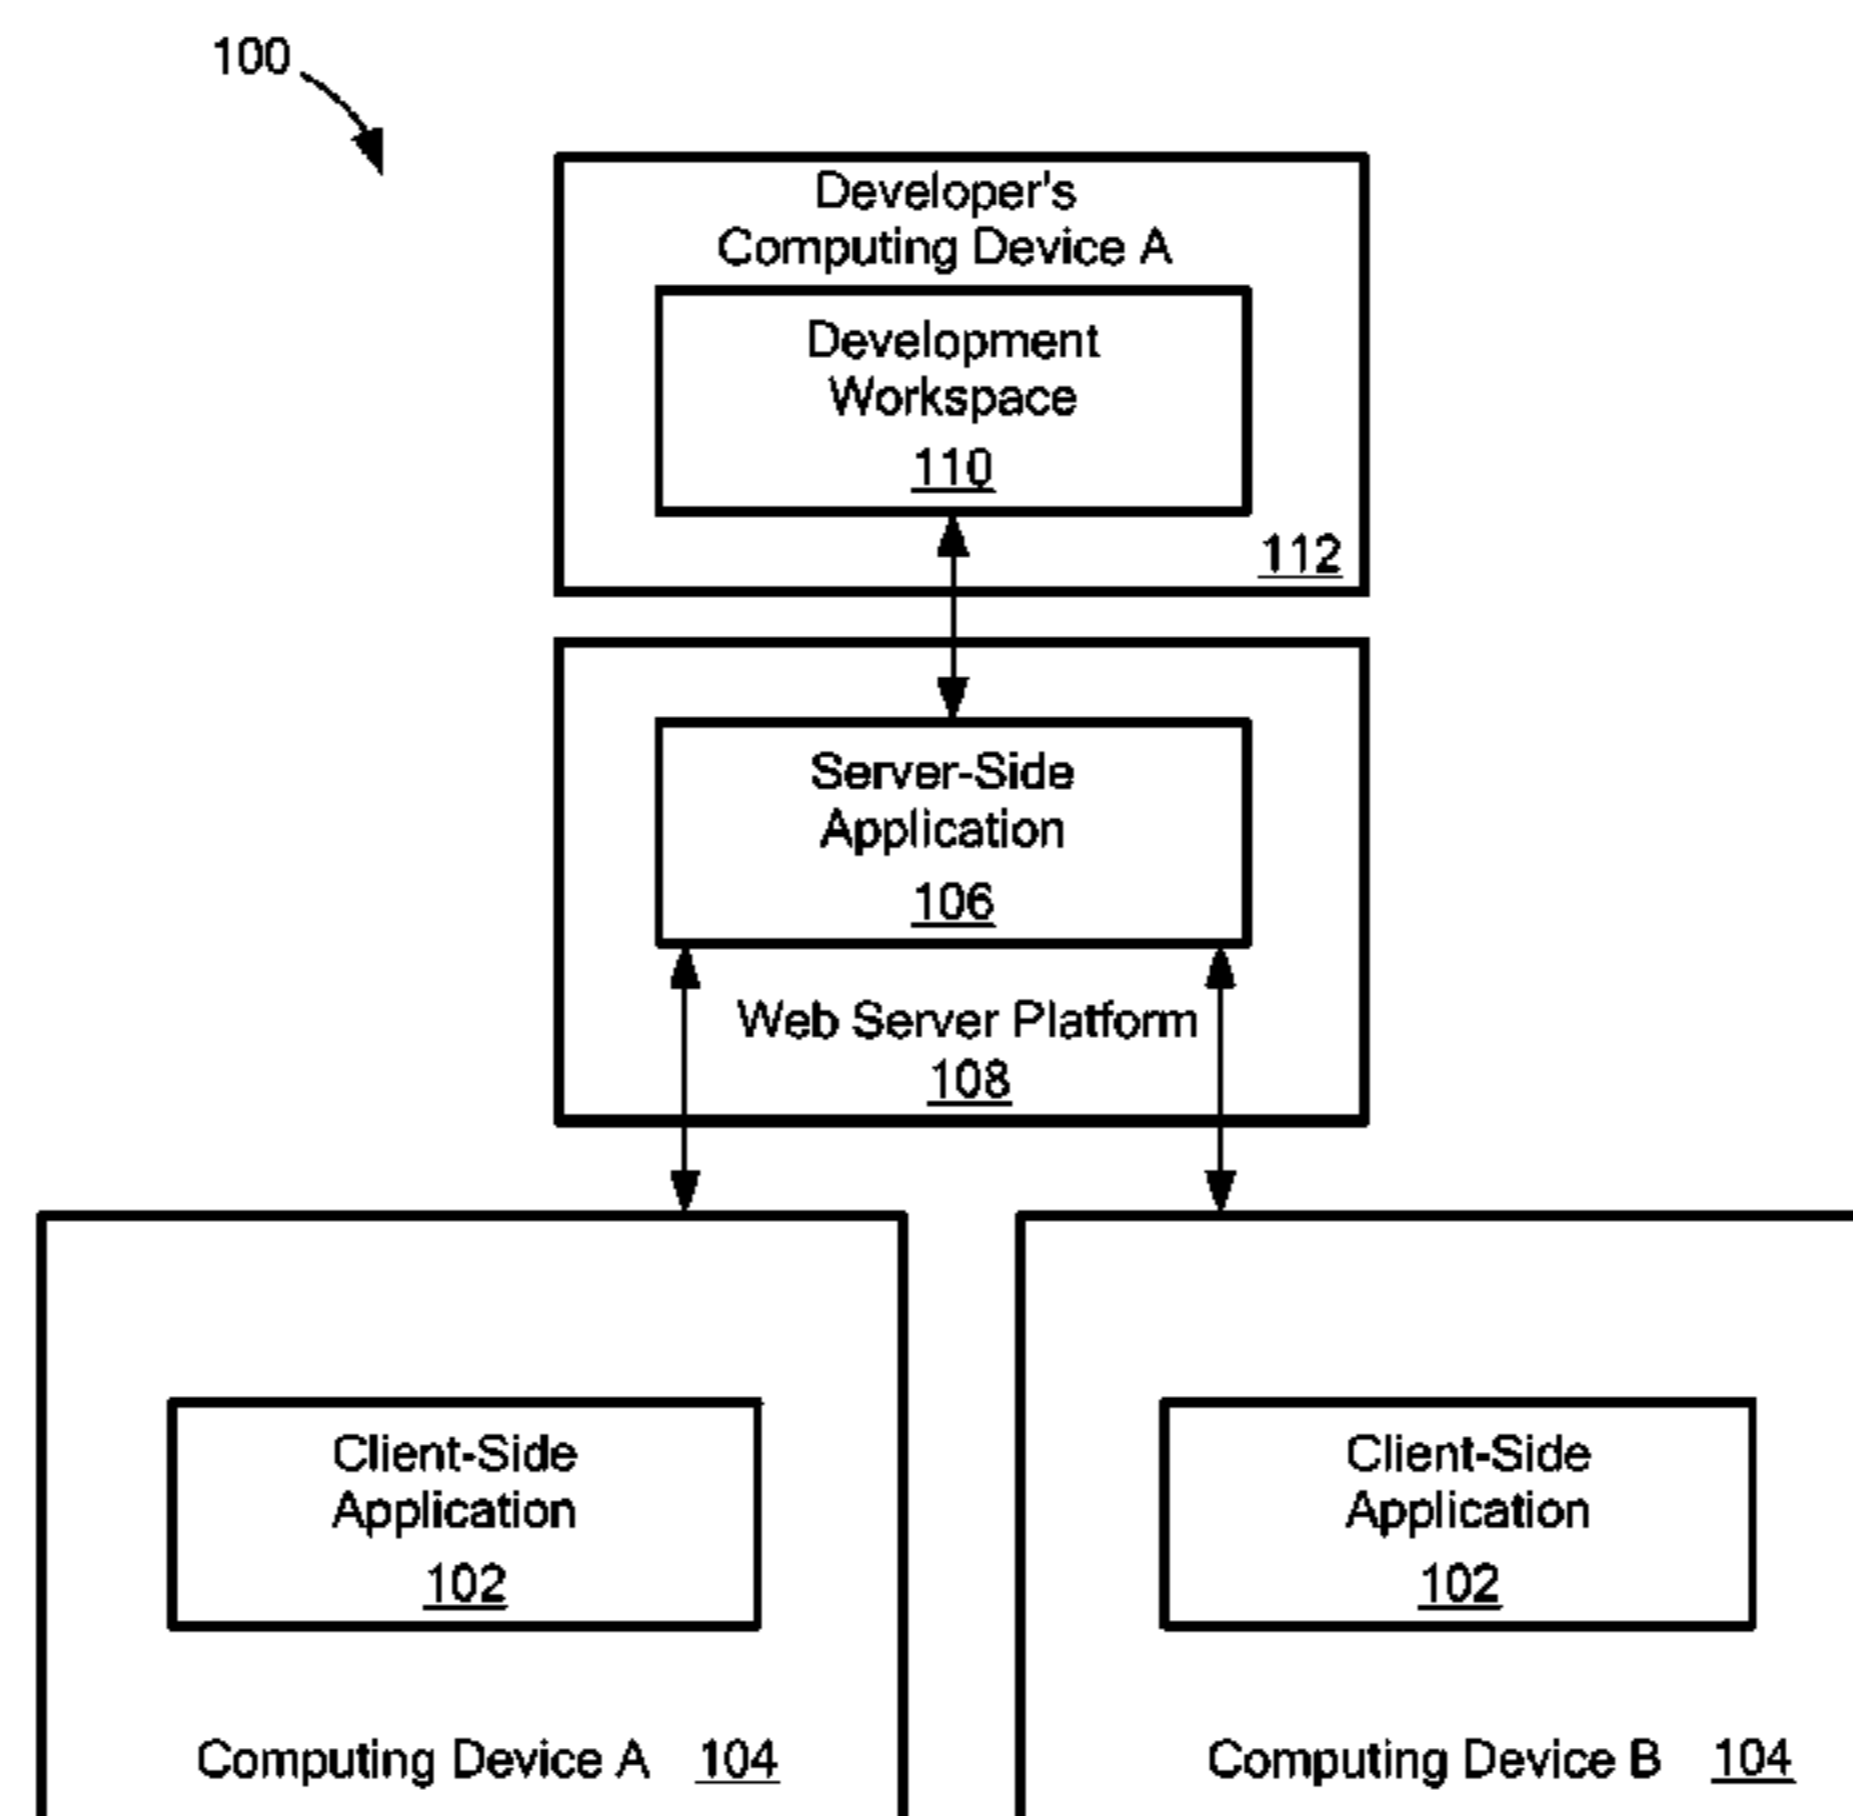 100
Developer's
Computing Device A
Development
Workspace
110
112
Server-Side
Application
106
Web Server Platform
108
Client-Side
Application
102
Computing Device A 104
Client-Side
Application
102
Computing Device B 104